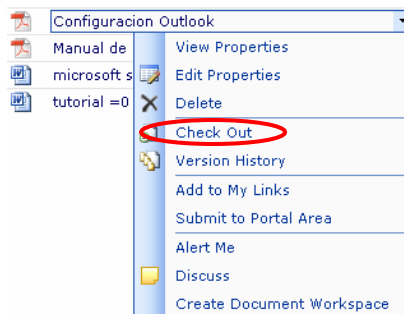 Configuracion Outlook
Manual de
View Properties
microsoft s
Edit Properties
tutorial =0
Delete
Check Out
Version History
Add to My Links
Submit to Portal Area
Alert Me
Discuss
Create Document Workspace